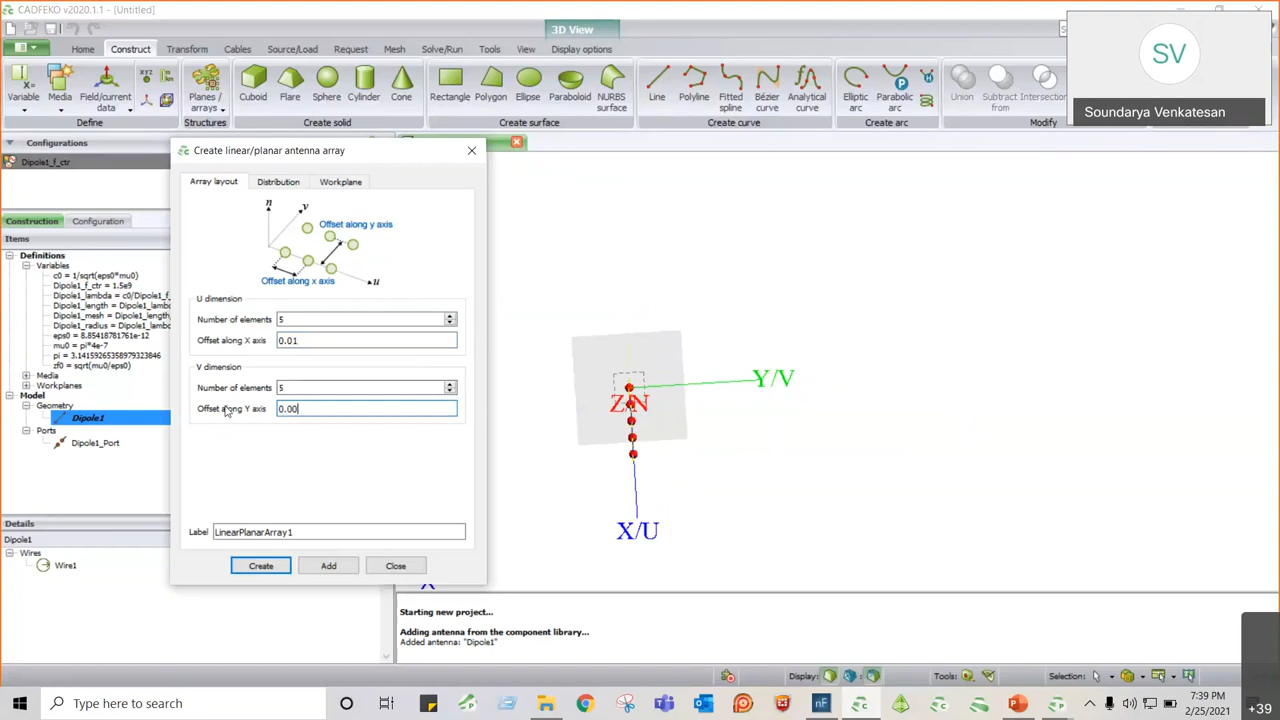 CADFEKO v2020.1.1 - [Untitled]
3D View
Home Construct Transform Cables Source/Load Request Mesh Solve/Run Tools View Display options
Variable Media Field/current data Planes / arrays Cuboid Flare Sphere Cylinder Cone Rectangle Polygon Ellipse Paraboloid NURBS surface Line Polyline Fitted spline Bézier curve Analytical curve Elliptic arc Parabolic arc Union Subtract from Intersection
Define Structures Create solid Create surface Create curve Create arc Modify
SV
Soundarya Venkatesan
Configurations
Dipole1_f_ctr
Construction Configuration
Items
Definitions
Variables
c0 = 1/sqrt(eps0*mu0)
Dipole1_f_ctr = 1.5e9
Dipole1_lambda = c0/Dipole1_f_
Dipole1_length = Dipole1_lamb
Dipole1_mesh = Dipole1_length,
Dipole1_radius = Dipole1_lambd
eps0 = 8.85418781761e-12
mu0 = pi*4e-7
pi = 3.14159265358979323846
zf0 = sqrt(mu0/eps0)
Media
Workplanes
Model
Geometry
Dipole1
Ports
Dipole1_Port
Details
Dipole1
Wires
Wire1
Create linear/planar antenna array
Array layout Distribution Workplane
n
v
Offset along y axis
Offset along x axis
u
U dimension
Number of elements 5
Offset along X axis 0.01
V dimension
Number of elements 5
Offset along Y axis 0.00
Label LinearPlanarArray1
Create Add Close
Y/V
Z/N
X/U
X
Starting new project...
Adding antenna from the component library...
Added antenna: "Dipole1"
Display: Tools: Selection:
Type here to search
7:39 PM
2/25/2021
+39